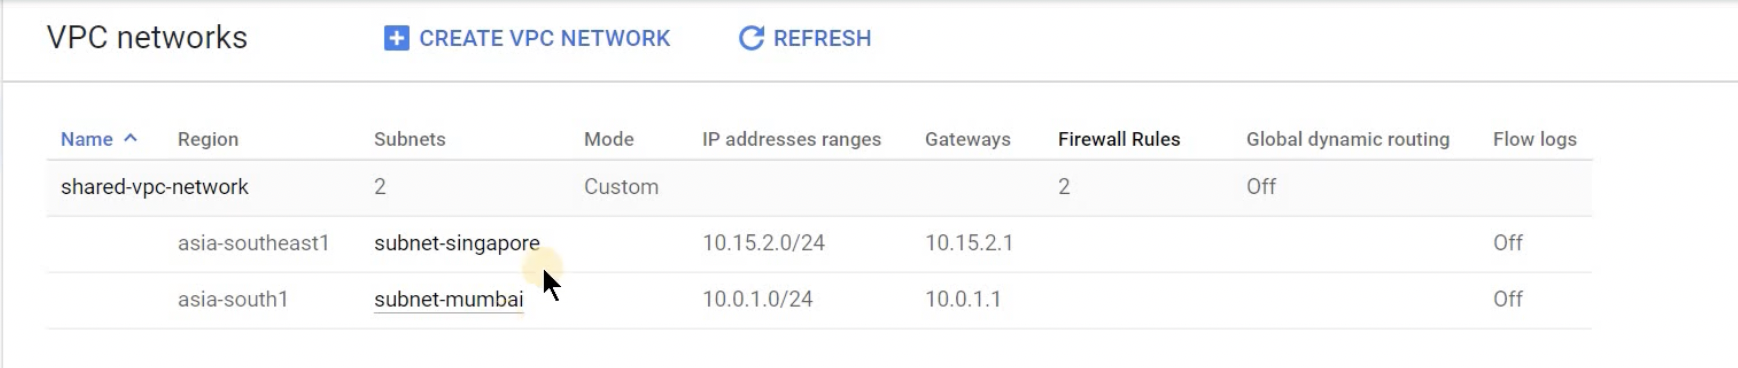 VPC networks CREATE VPC NETWORK REFRESH
Name Region Subnets Mode IP addresses ranges Gateways Firewall Rules Global dynamic routing Flow logs
shared-vpc-network 2 Custom 2 Off
asia-southeast1 subnet-singapore 10.15.2.0/24 10.15.2.1 Off
asia-south1 subnet-mumbai 10.0.1.0/24 10.0.1.1 Off